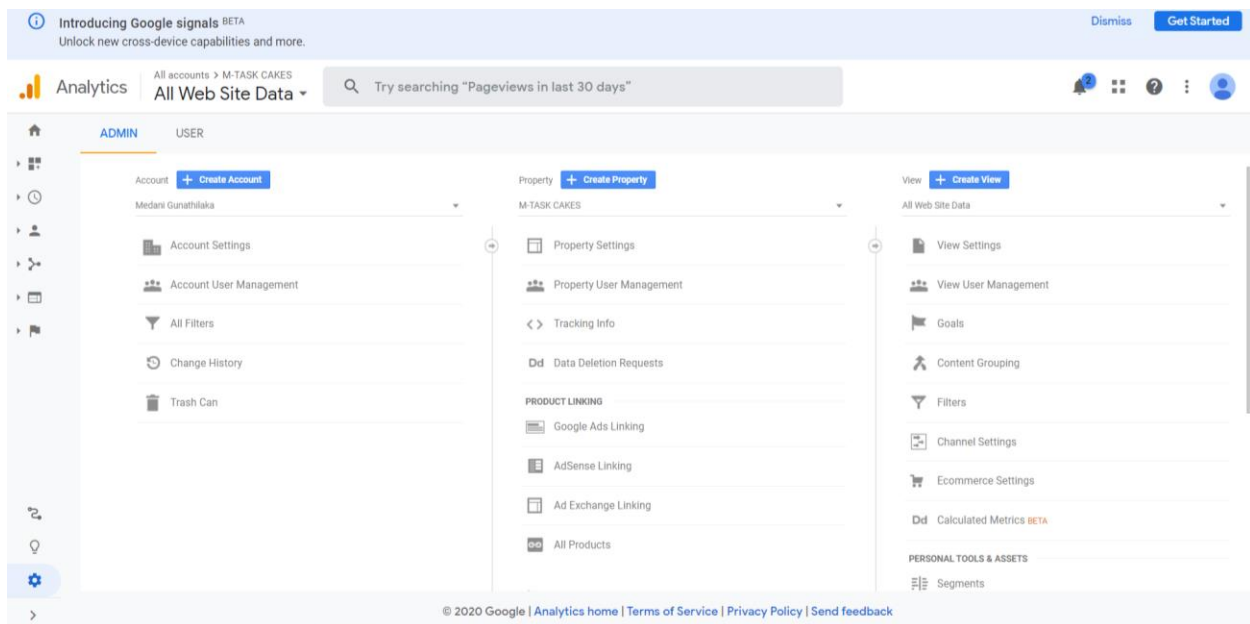 Introducing Google signals BETA
Dismiss
Get Started
Unlock new cross-device capabilities and more.
Analytics
All accounts > M-TASK CAKES
All Web Site Data
Try searching “Pageviews in last 30 days”
2
ADMIN
USER
Account
+ Create Account
Medani Gunathilaka
Account Settings
Account User Management
All Filters
Change History
Trash Can
Property
+ Create Property
M-TASK CAKES
Property Settings
Property User Management
Tracking Info
Dd Data Deletion Requests
PRODUCT LINKING
Google Ads Linking
AdSense Linking
Ad Exchange Linking
All Products
View
+ Create View
All Web Site Data
View Settings
View User Management
Goals
Content Grouping
Filters
Channel Settings
Ecommerce Settings
Dd Calculated Metrics BETA
PERSONAL TOOLS & ASSETS
Segments
© 2020 Google | Analytics home | Terms of Service | Privacy Policy | Send feedback